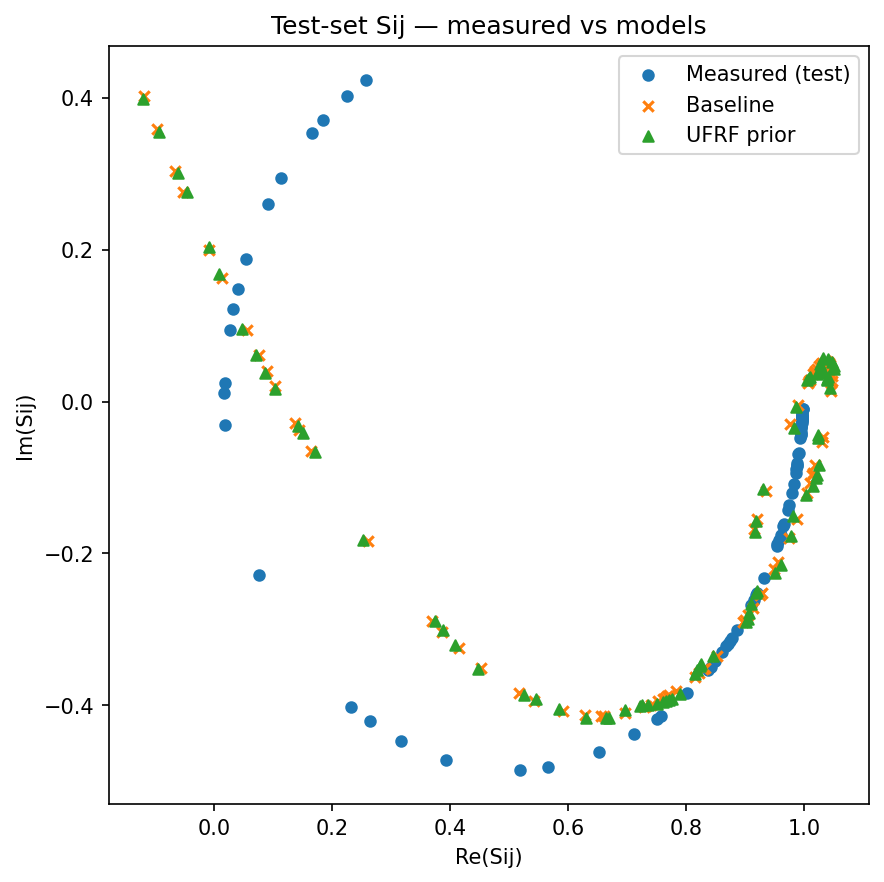 Test-set Sij — measured vs models
Measured (test)
Baseline
UFRF prior
0.4
0.2
0.0
−0.2
−0.4
Im(Sij)
0.0
0.2
0.4
0.6
0.8
1.0
Re(Sij)